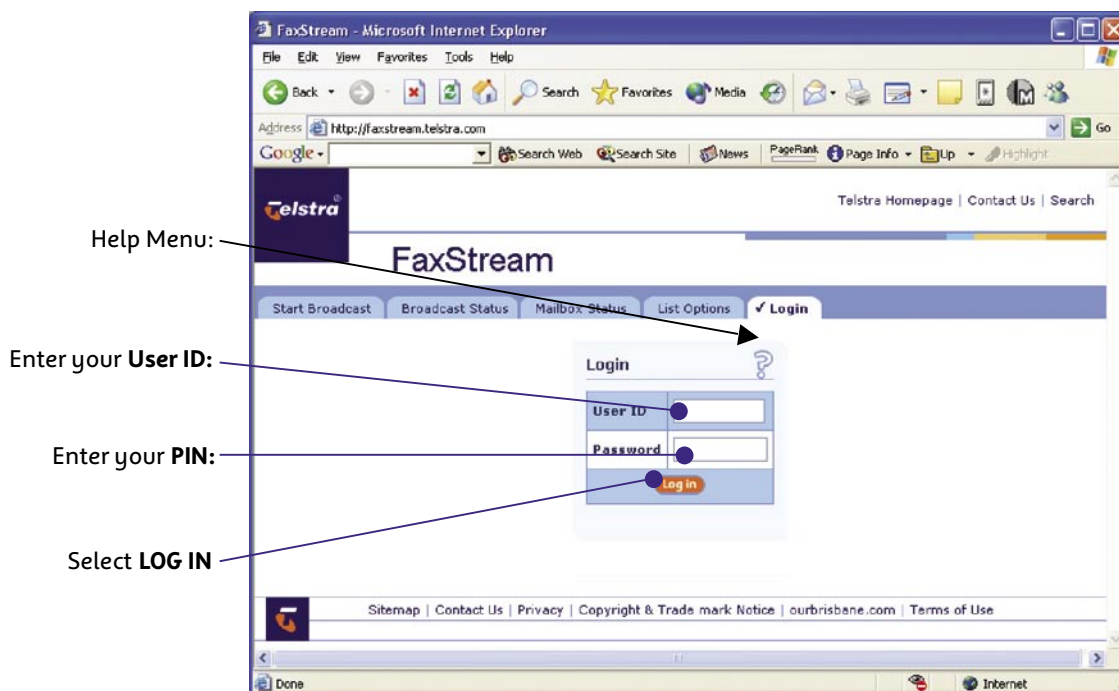 FaxStream - Microsoft Internet Explorer
File Edit View Favorites Tools Help
Back Search Favorites Media
Address http://faxstream.telstra.com Go
Google Search Web Search Site News PageRank Page Info Up Highlight
Telstra
Telstra Homepage | Contact Us | Search
Help Menu:
FaxStream
Start Broadcast Broadcast Status Mailbox Status List Options ✓ Login
Enter your User ID:
Login ?
User ID
Enter your PIN:
Password
Log in
Select LOG IN
Sitemap | Contact Us | Privacy | Copyright & Trade mark Notice | ourbrisbane.com | Terms of Use
Done Internet